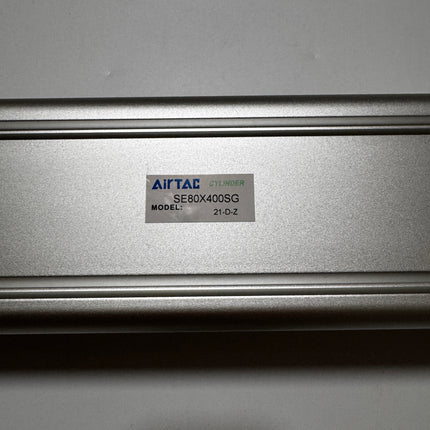 AirTAC CYLINDER
SE80X400SG
MODEL:
21-D-Z